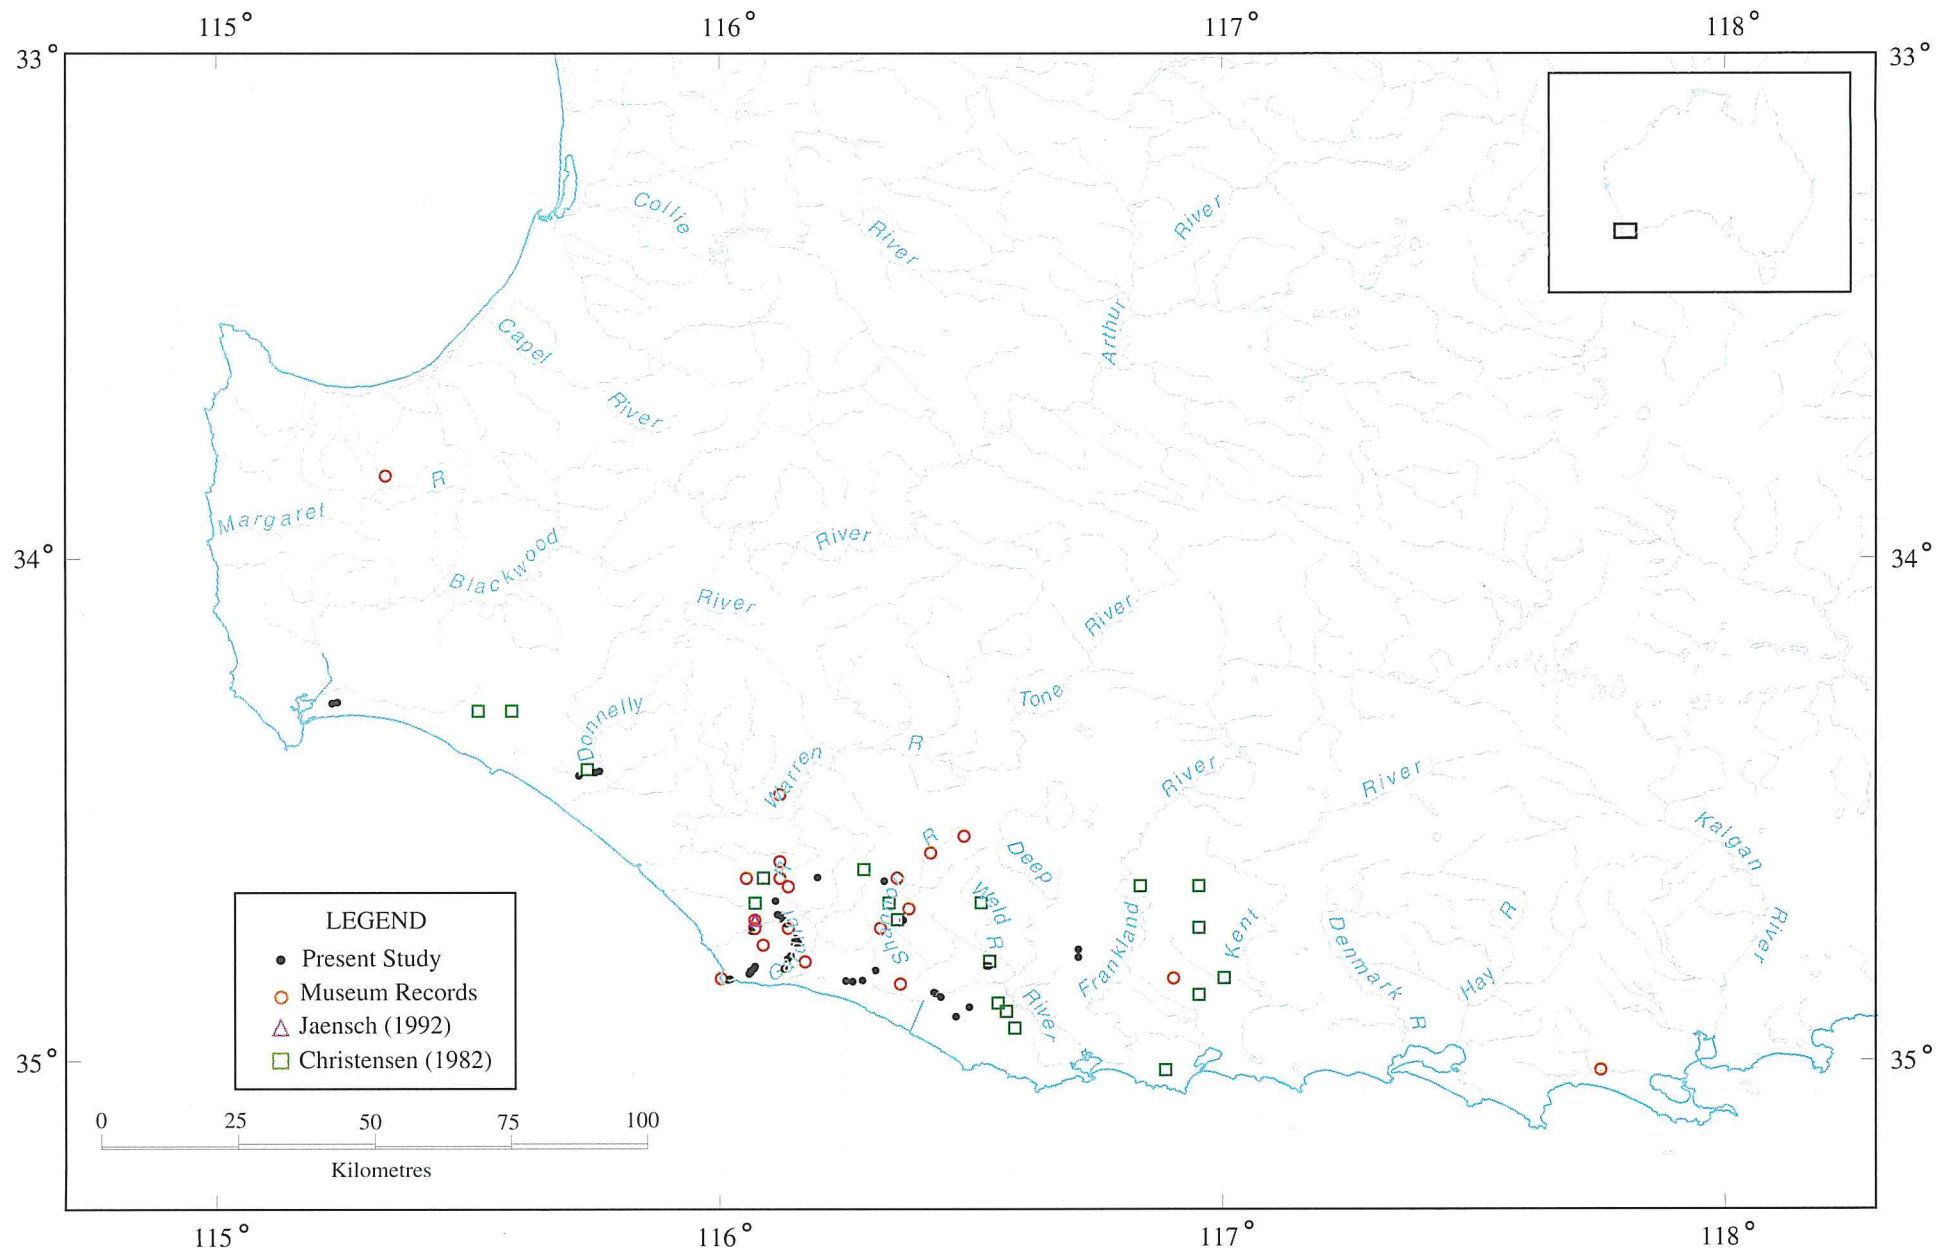 115° 116° 117° 118°
33° 33°
Collie River
River
Arthur
Capel
River
R
Margaret
34° 34°
Blackwood
River
River
River
Tone
Donnelly
R
Warren
River
River
R
Deep
Kalgan
Weld R
Gardner
Shannon
Frankland
Kent
Denmark
R
Hay
River
River
R
35° 35°
LEGEND
Present Study
Museum Records
Jaensch (1992)
Christensen (1982)
0 25 50 75 100
Kilometres
115° 116° 117° 118°